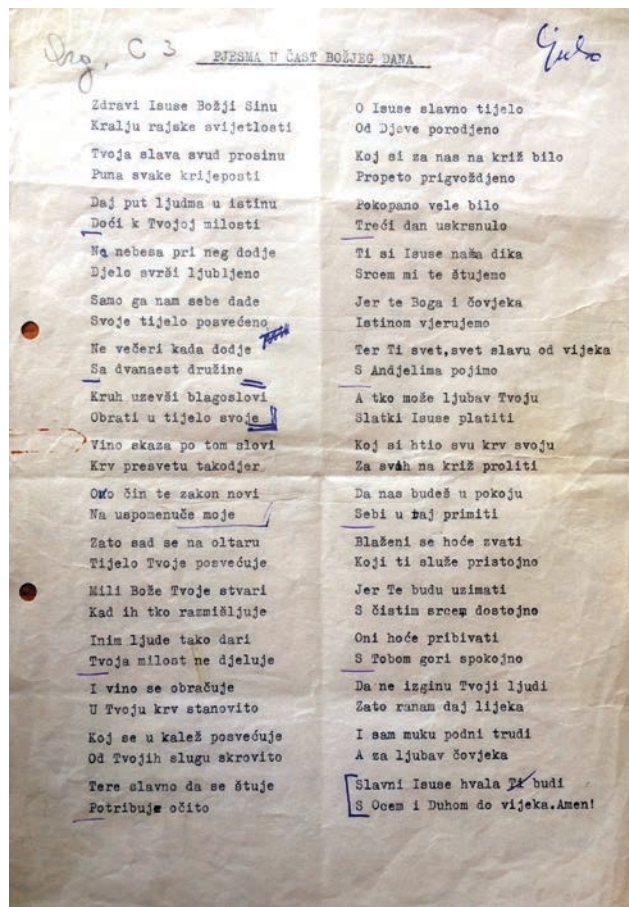 Org. C 3
PJESMA U ČAST BOŽJEG DANA
Zdravi Isuse Božji Sinu
Kralju rajske svijetlosti
Tvoja slava svud prosinu
Puna svake krijeposti
Daj put ljudma u istinu
Doći k Tvojoj milosti
Na nebesa pri neg dodje
Djelo svrši ljubljeno
Samo ga nam sebe dade
Svoje tijelo posvećeno
Ne večeri kada dodje
Sa dvanaest družine
Kruh uzevši blagoslovi
Obrati u tijelo svoje
Vino skaza po tom slovi
Krv presvetu takodjer
Ovo čin te zakon novi
Na uspomenuče moje
Zato sad se na oltaru
Tijelo Tvoje posvećuje
Mili Bože Tvoje stvari
Kad ih tko razmišljuje
Inim ljude tako dari
Tvoja milost ne djeluje
I vino se obračuje
U Tvoju krv stanovito
Koj se u kalež posvećuje
Od Tvojih slugu skrovito
Tere slavno da se štuje
Potribuje očito
O Isuse slavno tijelo
Od Djeve porodjeno
Koj si za nas na križ bilo
Propeto prigvoždjeno
Pokopano vele bilo
Treći dan uskrsnulo
Ti si Isuse naša dika
Srcem mi te štujemo
Jer te Boga i čovjeka
Istinom vjerujemo
Ter Ti svet,svet slavu od vijeka
S Andjelima pojimo
A tko može ljubav Tvoju
Slatki Isuse platiti
Koj si htio svu krv svoju
Za svih na križ proliti
Da nas budeš u pokoju
Sebi u raj primiti
Blaženi se hoće zvati
Koji ti služe pristojno
Jer Te budu uzimati
S čistim srcem dostojno
Oni hoće pribivati
S Tobom gori spokojno
Da ne izginu Tvoji ljudi
Zato ranam daj lijeka
I sam muku podni trudi
A za ljubav čovjeka
Slavni Isuse hvala Ti budi
S Ocem i Duhom do vijeka.Amen!